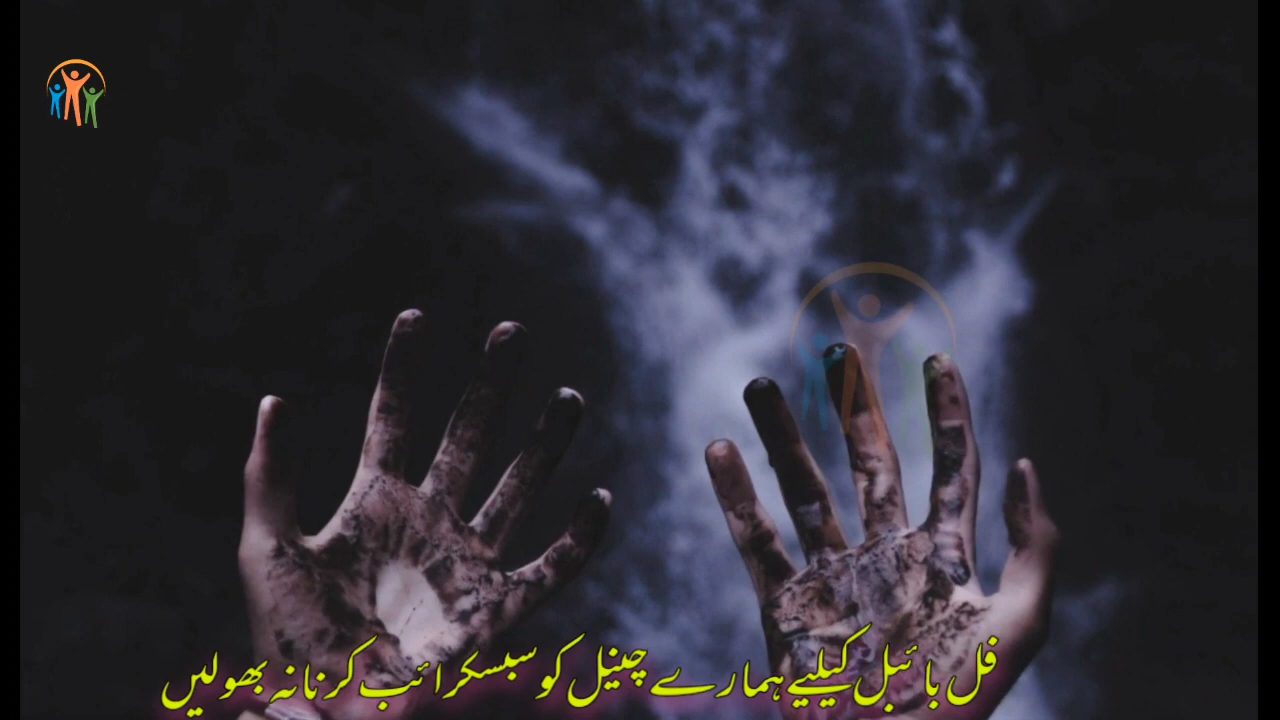 فل بائبل کیلیے ہمارے چینل کو سبسکرائب کرنا نہ بھولیں